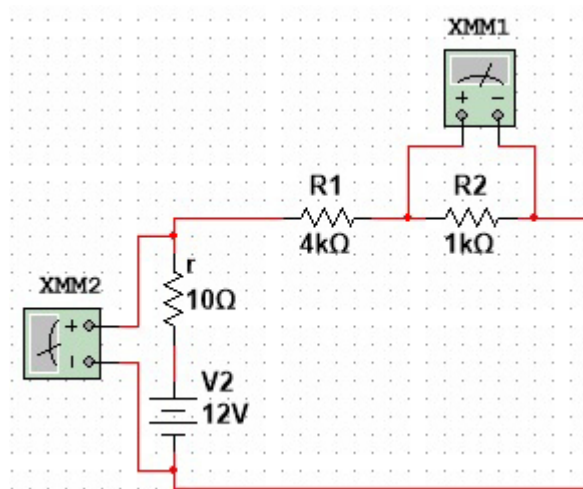 XMM1
+ −
R1
R2
4kΩ
1kΩ
r
10Ω
XMM2
+
−
V2
12V